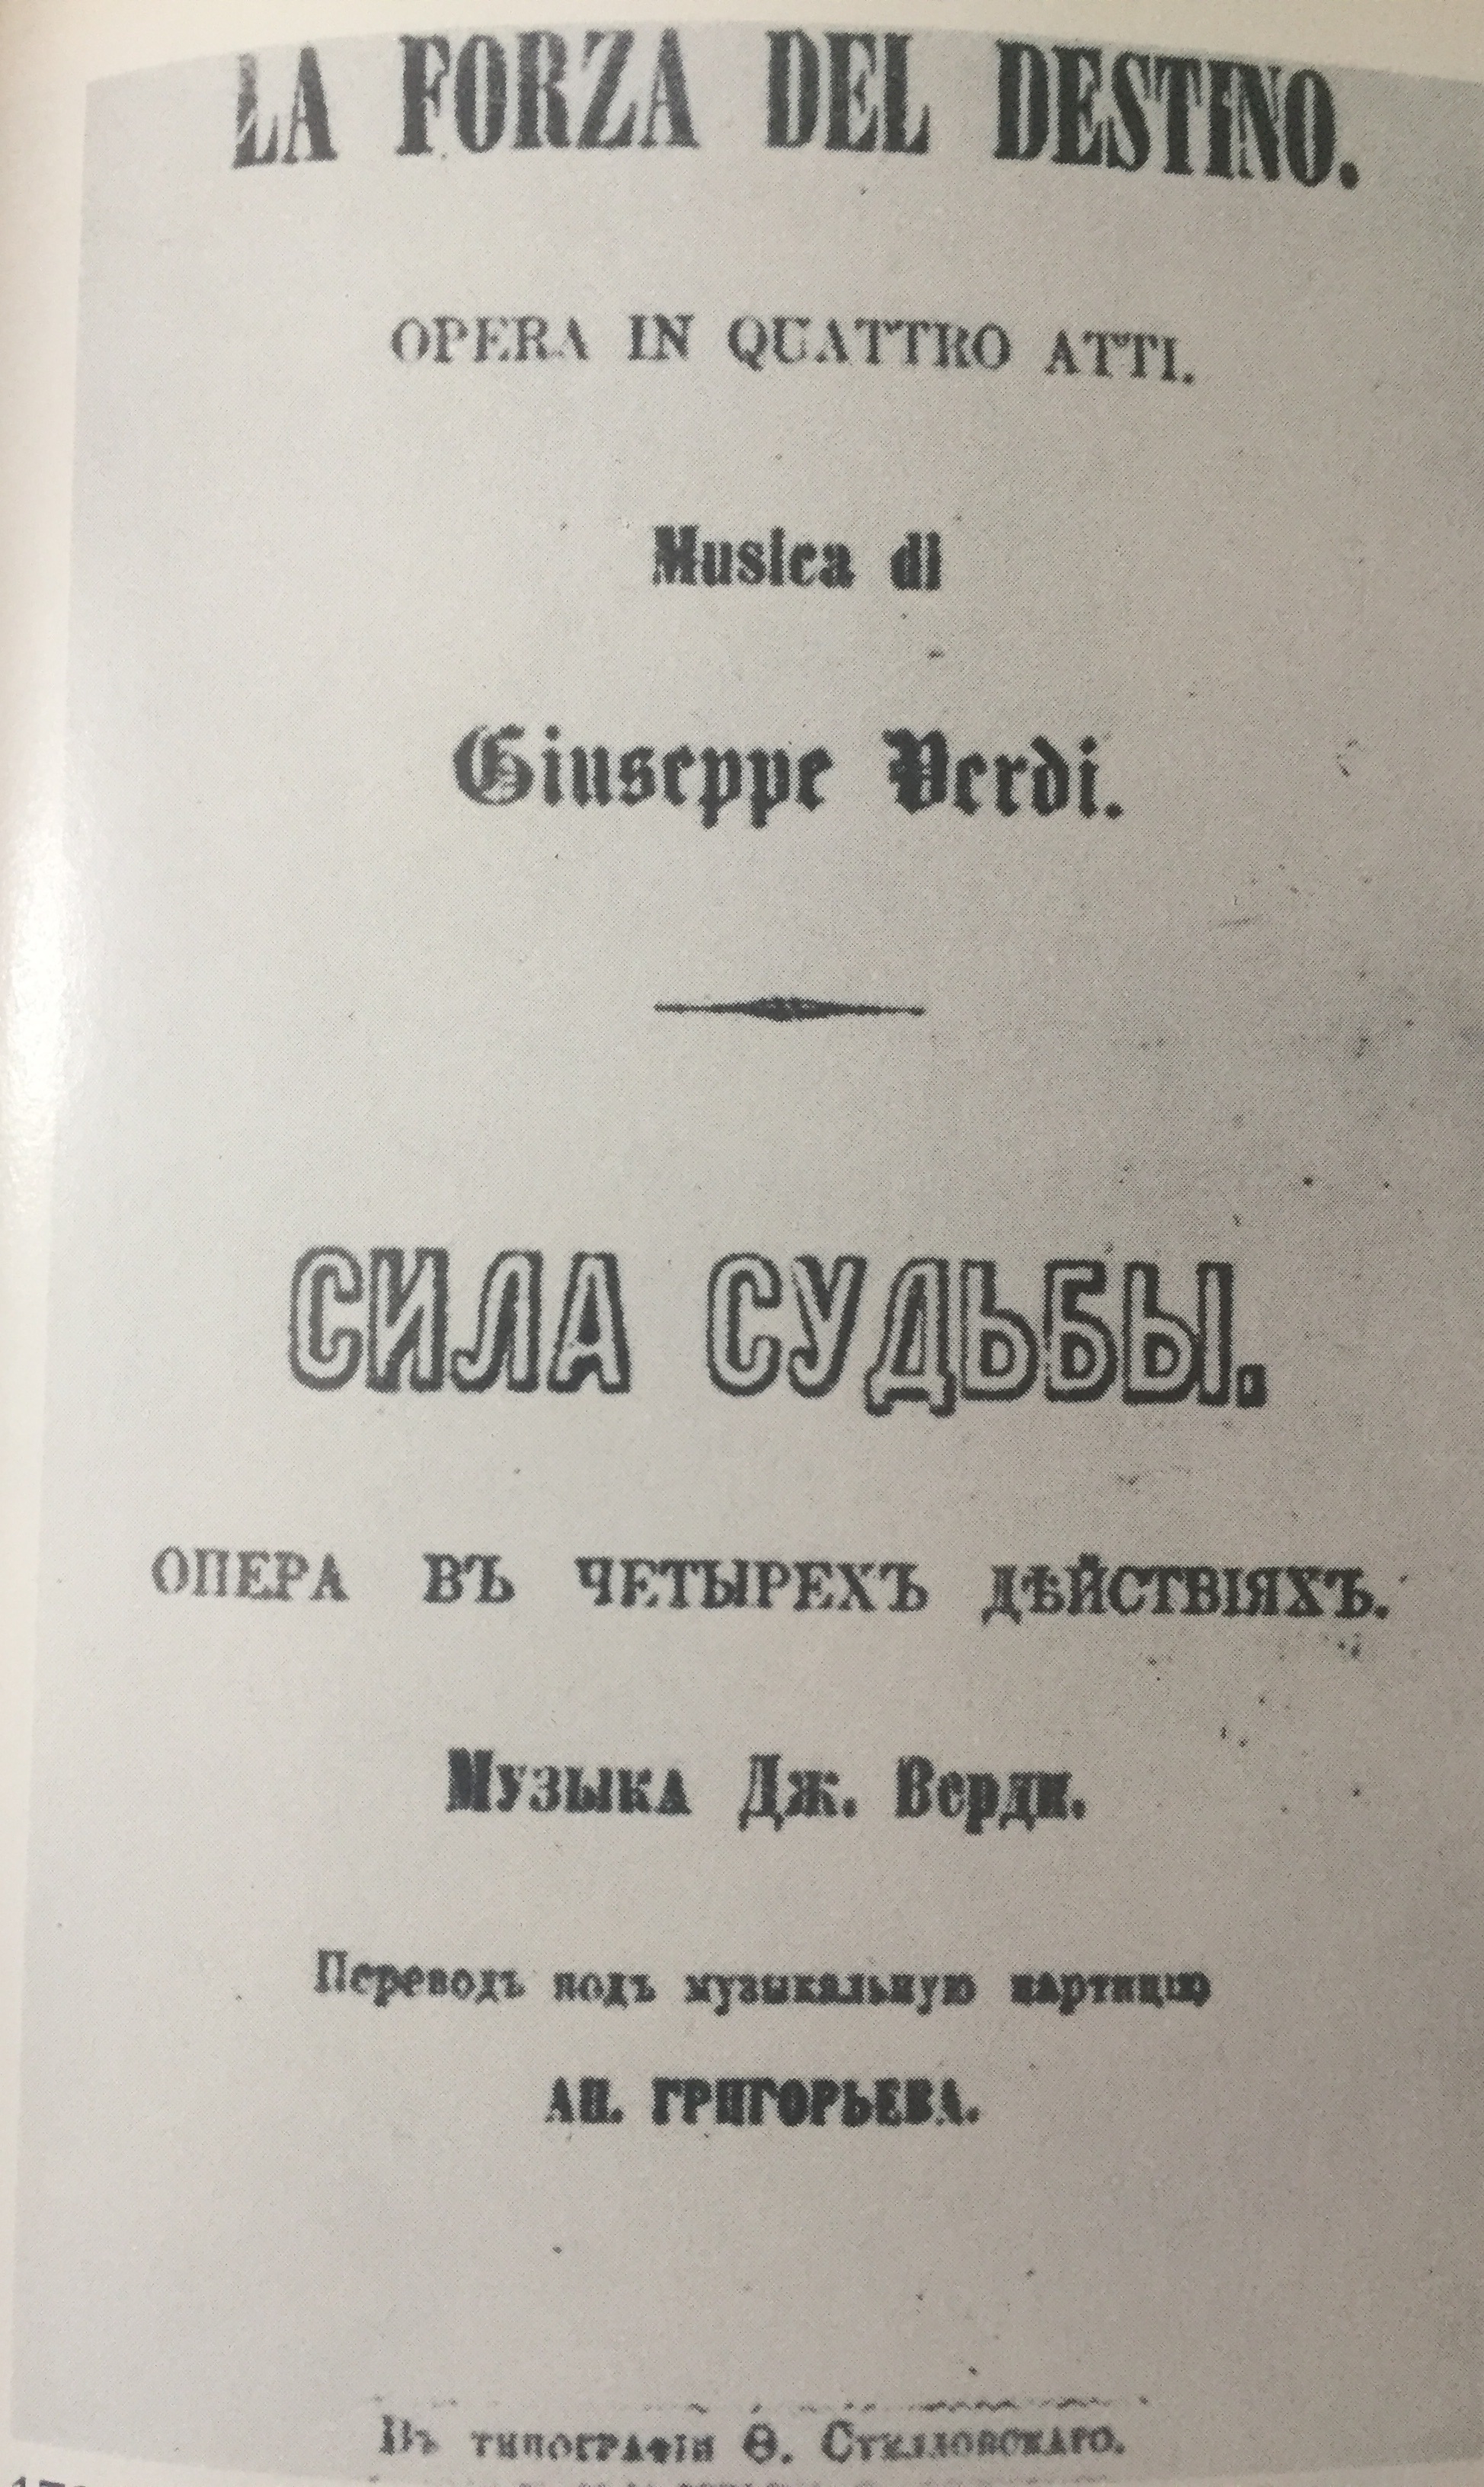 LA FORZA DEL DESTINO.
OPERA IN QUATTRO ATTI.
Musica di
Giuseppe Verdi.
СИЛА СУДЬБЫ.
ОПЕРА ВЪ ЧЕТЫРЕХЪ ДѢЙСТВІЯХЪ.
Музыка Дж. Верди.
Переводъ подъ музыкальную партицію
АП. ГРИГОРЬЕВА.
Въ типографіи Ѳ. Стелловскаго.